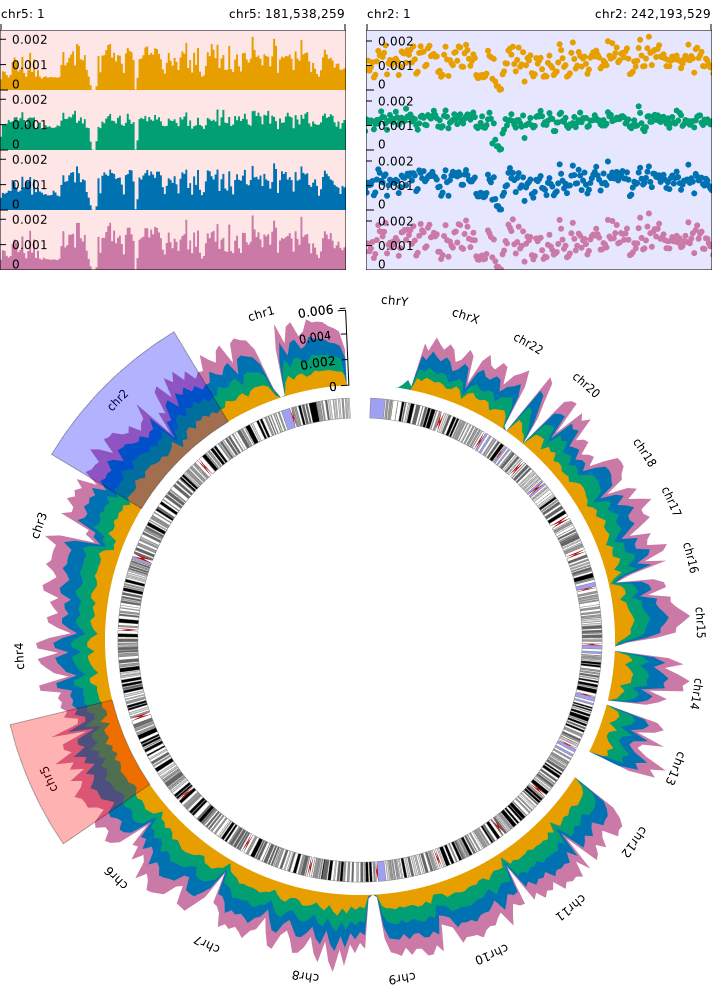 chr5: 1
chr5: 181,538,259
chr2: 1
chr2: 242,193,529
0.002
0.001
0
0.002
0.001
0
0.002
0.001
0
0.002
0.001
0
0.002
0.001
0
0.002
0.001
0
0.002
0.001
0
0.002
0.001
0
0.006
0.004
0.002
0
chr1
chr2
chr3
chr4
chr5
chr6
chr7
chr8
chr9
chr10
chr11
chr12
chr13
chr14
chr15
chr16
chr17
chr18
chr20
chr22
chrX
chrY